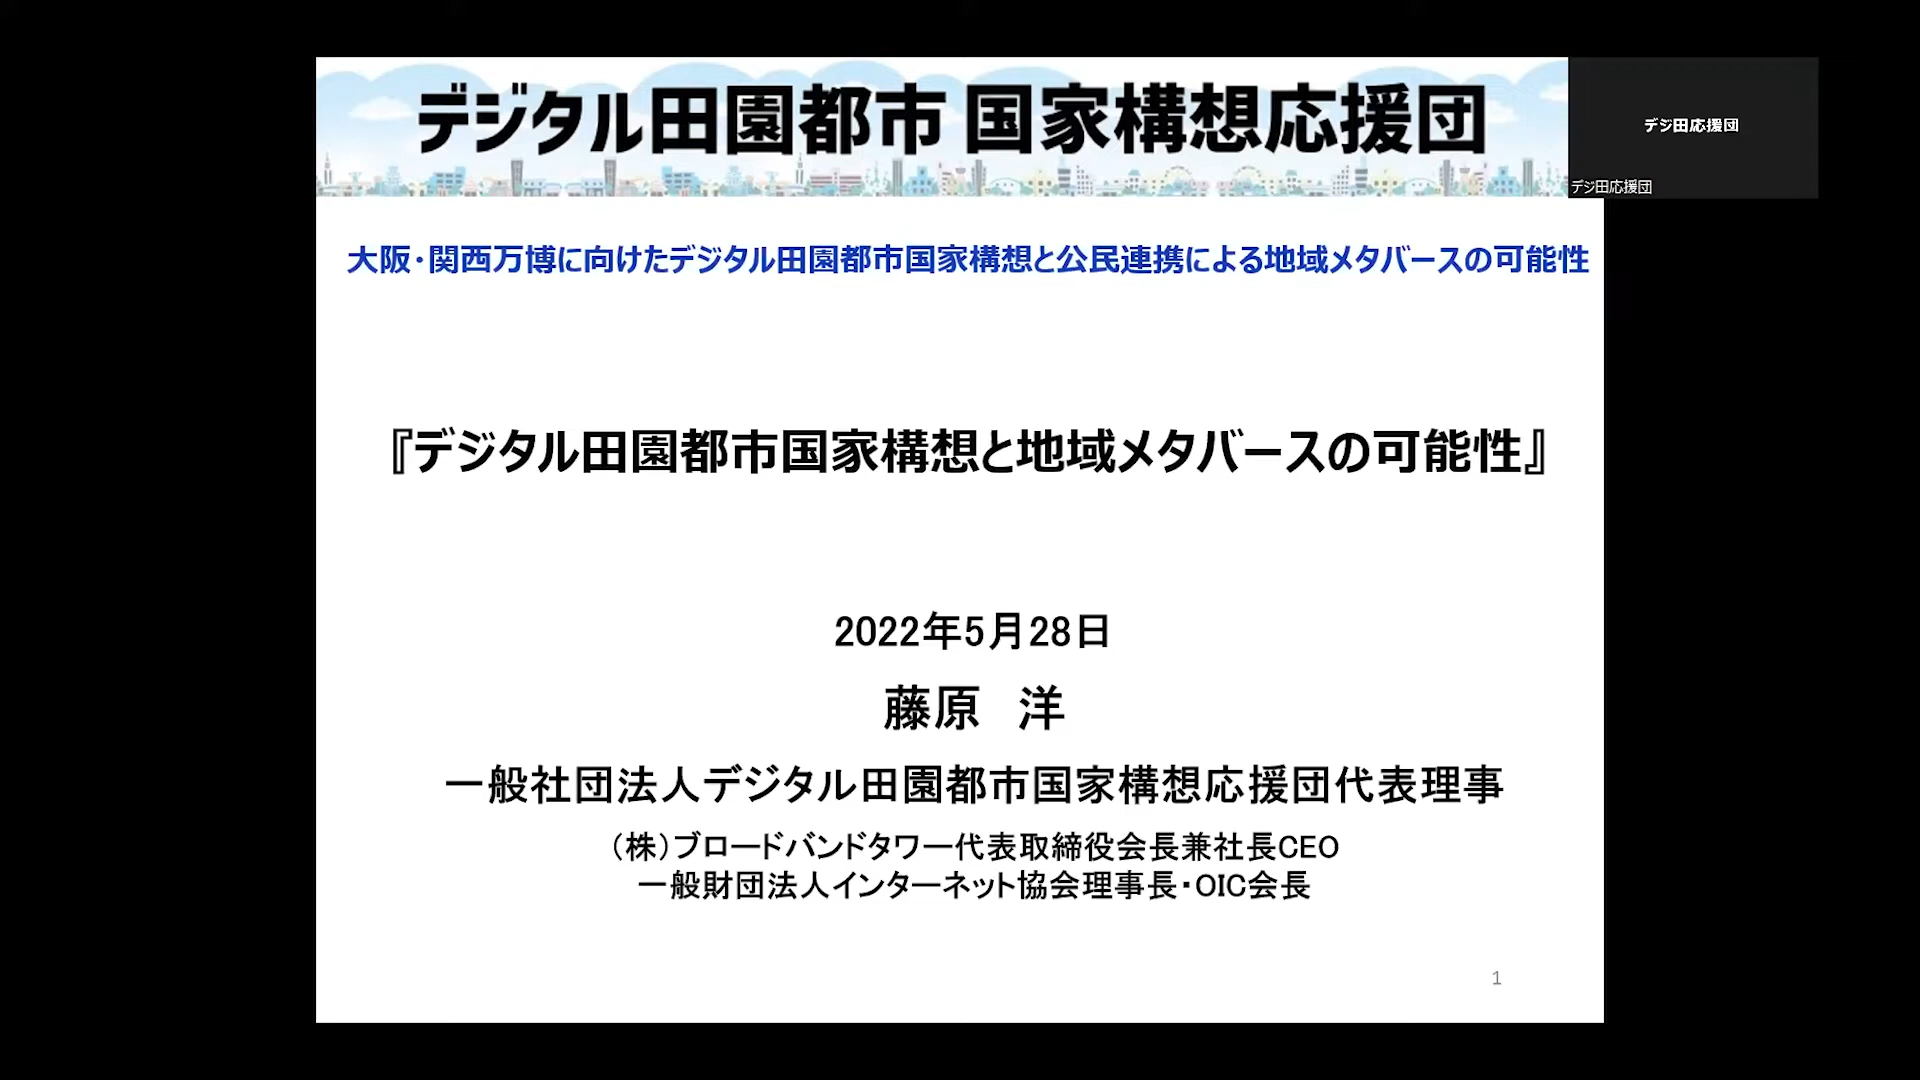 デジタル田園都市 国家構想応援団
デジ田応援団
デジ田応援団
大阪・関西万博に向けたデジタル田園都市国家構想と公民連携による地域メタバースの可能性
『デジタル田園都市国家構想と地域メタバースの可能性』
2022年5月28日
藤原　洋
一般社団法人デジタル田園都市国家構想応援団代表理事
（株）ブロードバンドタワー代表取締役会長兼社長CEO
一般財団法人インターネット協会理事長・OIC会長
1